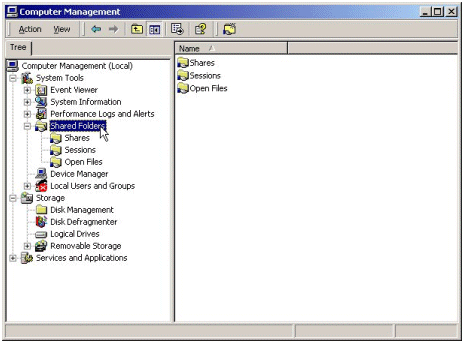 Computer Management
Action View
Tree
Computer Management (Local)
System Tools
Event Viewer
System Information
Performance Logs and Alerts
Shared Folders
Shares
Sessions
Open Files
Device Manager
Local Users and Groups
Storage
Disk Management
Disk Defragmenter
Logical Drives
Removable Storage
Services and Applications
Name
Shares
Sessions
Open Files